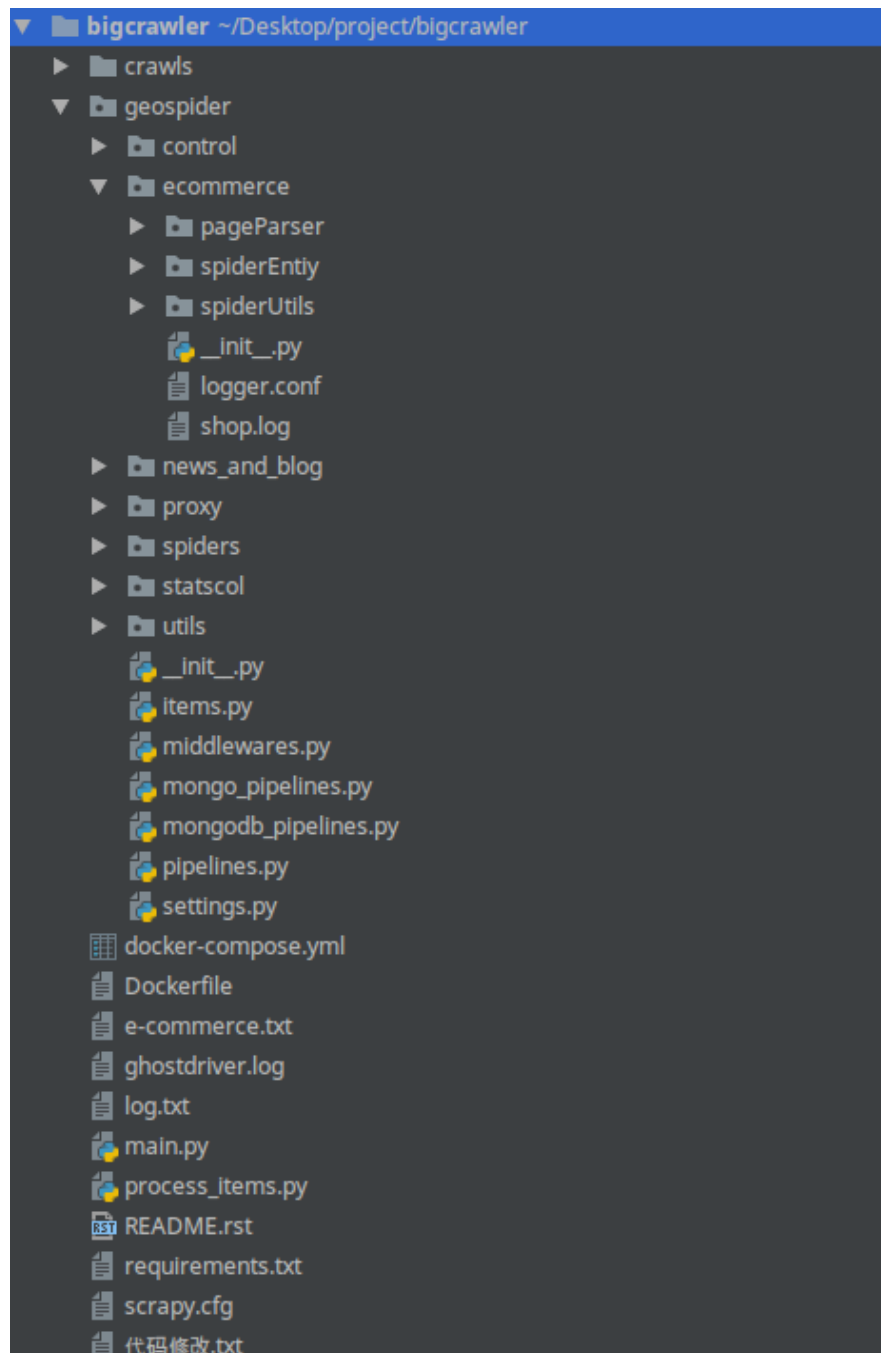 bigcrawler ~/Desktop/project/bigcrawler
crawls
geospider
control
ecommerce
pageParser
spiderEntiy
spiderUtils
__init__.py
logger.conf
shop.log
news_and_blog
proxy
spiders
statscol
utils
__init__.py
items.py
middlewares.py
mongo_pipelines.py
mongodb_pipelines.py
pipelines.py
settings.py
docker-compose.yml
Dockerfile
e-commerce.txt
ghostdriver.log
log.txt
main.py
process_items.py
RST README.rst
requirements.txt
scrapy.cfg
代码修改.txt